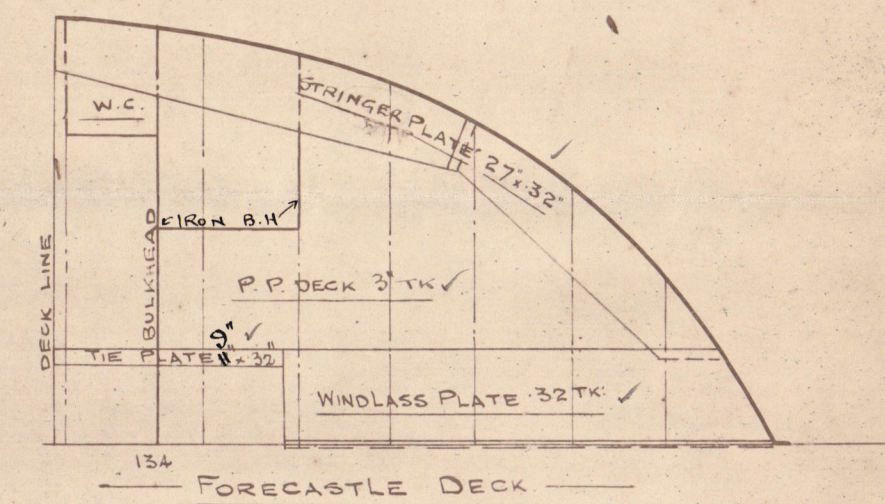 W.C.
STRINGER PLATE 27" x .32"
IRON B.H
DECK LINE
BULKHEAD
P.P. DECK 3" TK ✓
9" ✓
TIE PLATE 11" x .32"
WINDLASS PLATE .32 TK. ✓
134
FORECASTLE DECK